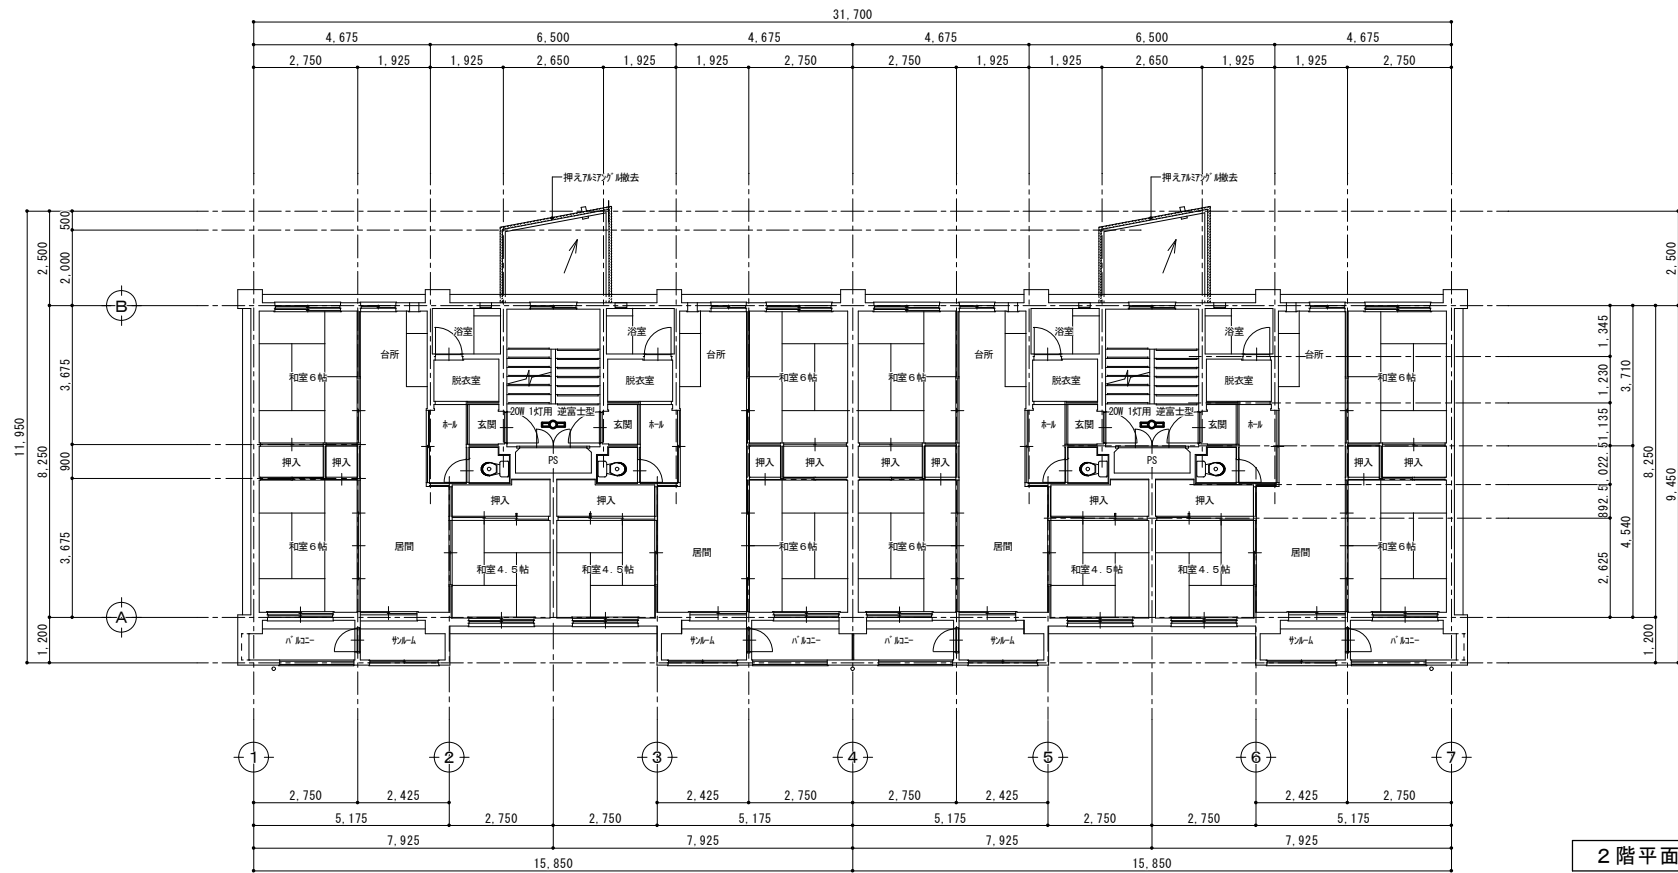 31,700
4,675 6,500 4,675 4,675 6,500 4,675
2,750 1,925 1,925 2,650 1,925 1,925 2,750 2,750 1,925 1,925 2,650 1,925 1,925 2,750
押えアルミアングル撤去 押えアルミアングル撤去
500
2,500 2,000 2,500
B
浴室 浴室 浴室 浴室
台所 台所 台所 台所
和室6帖 脱衣室 脱衣室 和室6帖 和室6帖 脱衣室 脱衣室 和室6帖
3,675 1,345 1,230 3,710
20W 1灯用 逆富士型 20W 1灯用 逆富士型
ホール 玄関 玄関 ホール ホール 玄関 玄関 ホール
1,135
11,950 8,250 900 8,250 9,450
押入 押入 PS 押入 押入 押入 押入 PS 押入 押入
1,022.5
押入 押入 押入 押入
892.5
和室6帖 居間 居間 和室6帖 和室6帖 居間 居間 和室6帖
3,675 4,540
和室4.5帖 和室4.5帖 和室4.5帖 和室4.5帖
2,625
A
バルコニー サンルーム サンルーム バルコニー バルコニー サンルーム サンルーム バルコニー
1,200 1,200
1 2 3 4 5 6 7
2,750 2,425 2,425 2,750 2,750 2,425 2,425 2,750
5,175 2,750 2,750 5,175 5,175 2,750 2,750 5,175
7,925 7,925 7,925 7,925
15,850 15,850
2階平面